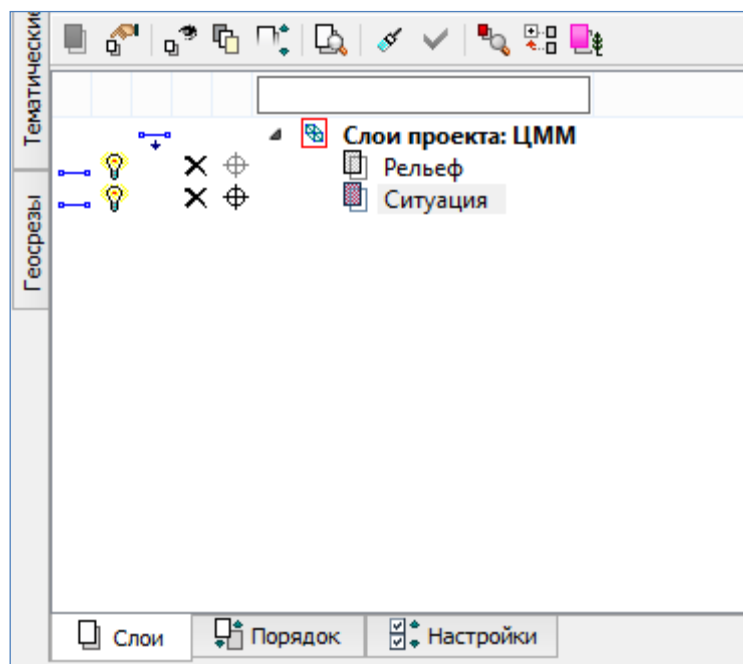 Тематические
Геосрезы
Слои проекта: ЦММ
Рельеф
Ситуация
Слои
Порядок
Настройки